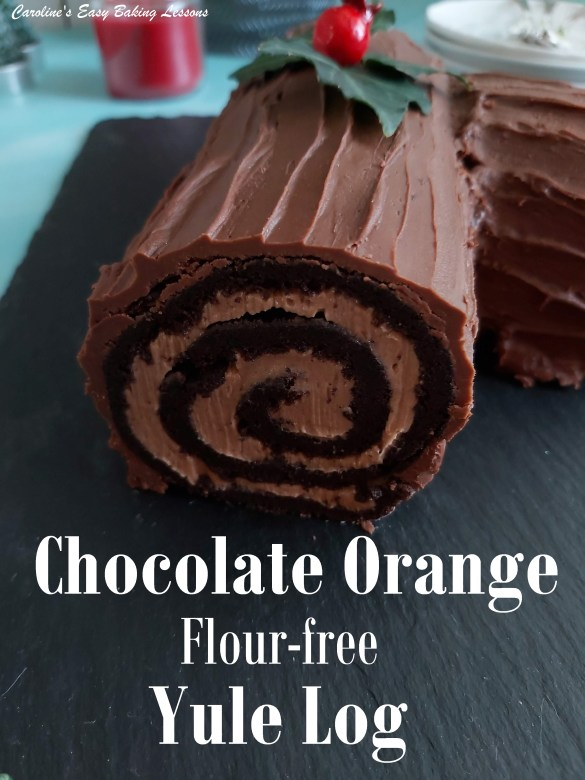 Caroline's Easy Baking Lessons
Chocolate Orange
Flour-free
Yule Log